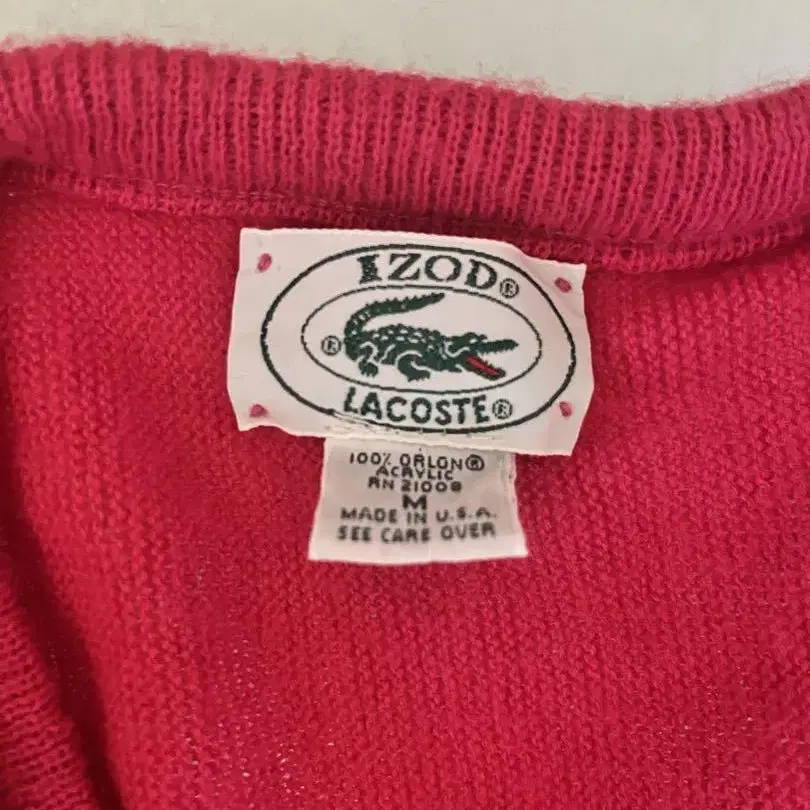 IZOD®
®
LACOSTE®
100% ORLON®
ACRYLIC
RN 21008
M
MADE IN U.S.A.
SEE CARE OVER